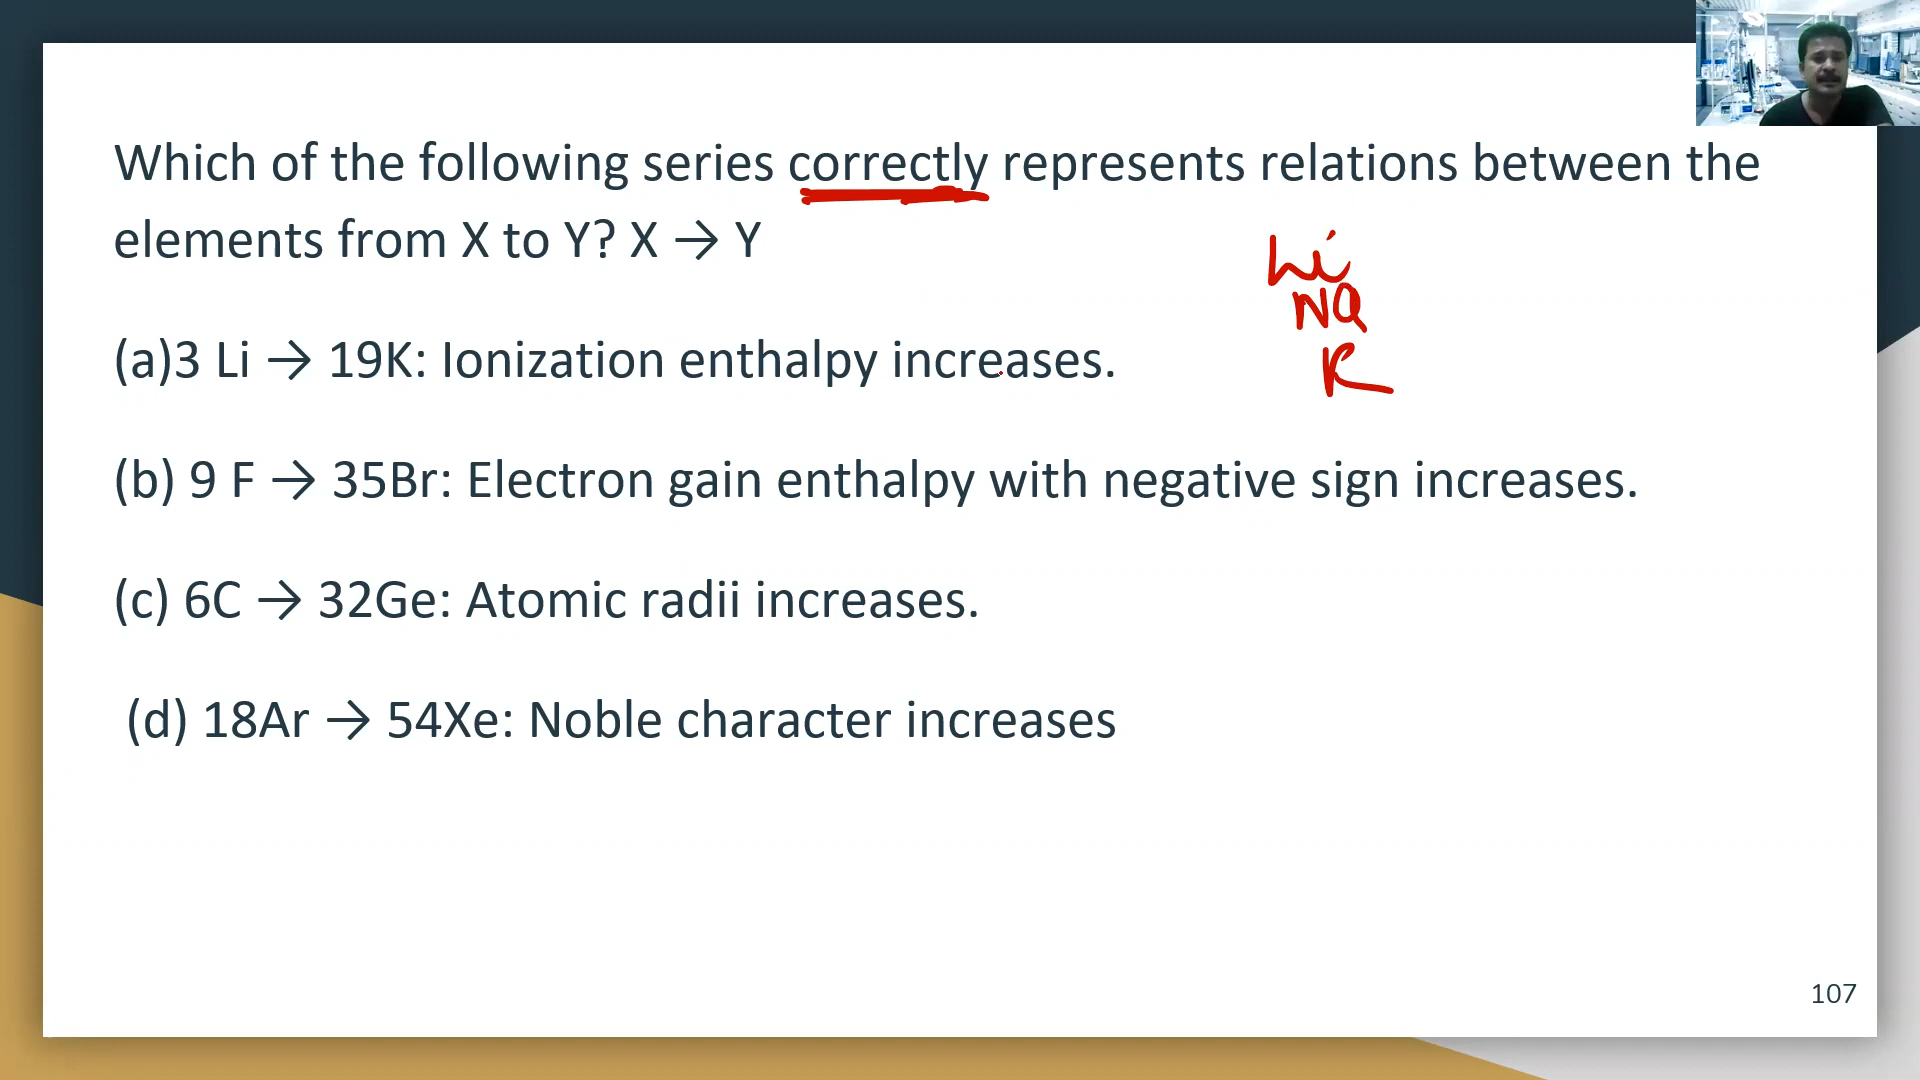 Which of the following series correctly represents relations between the
elements from X to Y? X → Y
Li
Na
K
(a)3 Li → 19K: Ionization enthalpy increases.
(b) 9 F → 35Br: Electron gain enthalpy with negative sign increases.
(c) 6C → 32Ge: Atomic radii increases.
(d) 18Ar → 54Xe: Noble character increases
107